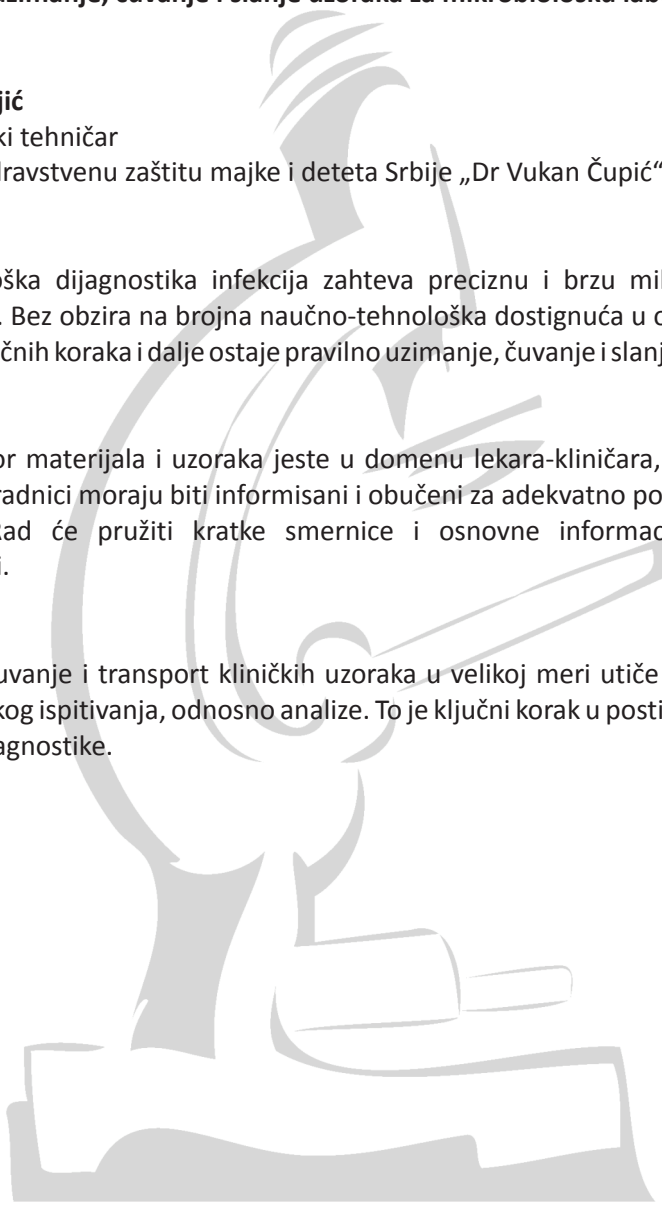 uzimanje, čuvanje i slanje uzoraka za mikrobiološka lab
jić
ki tehničar
dravstvenu zaštitu majke i deteta Srbije „Dr Vukan Čupić“
oška dijagnostika infekcija zahteva preciznu i brzu mi
. Bez obzira na brojna naučno-tehnološka dostignuća u o
čnih koraka i dalje ostaje pravilno uzimanje, čuvanje i slanj
or materijala i uzoraka jeste u domenu lekara-kliničara,
radnici moraju biti informisani i obučeni za adekvatno po
Rad će pružiti kratke smernice i osnovne informac
i.
uvanje i transport kliničkih uzoraka u velikoj meri utiče
kog ispitivanja, odnosno analize. To je ključni korak u posti
agnostike.